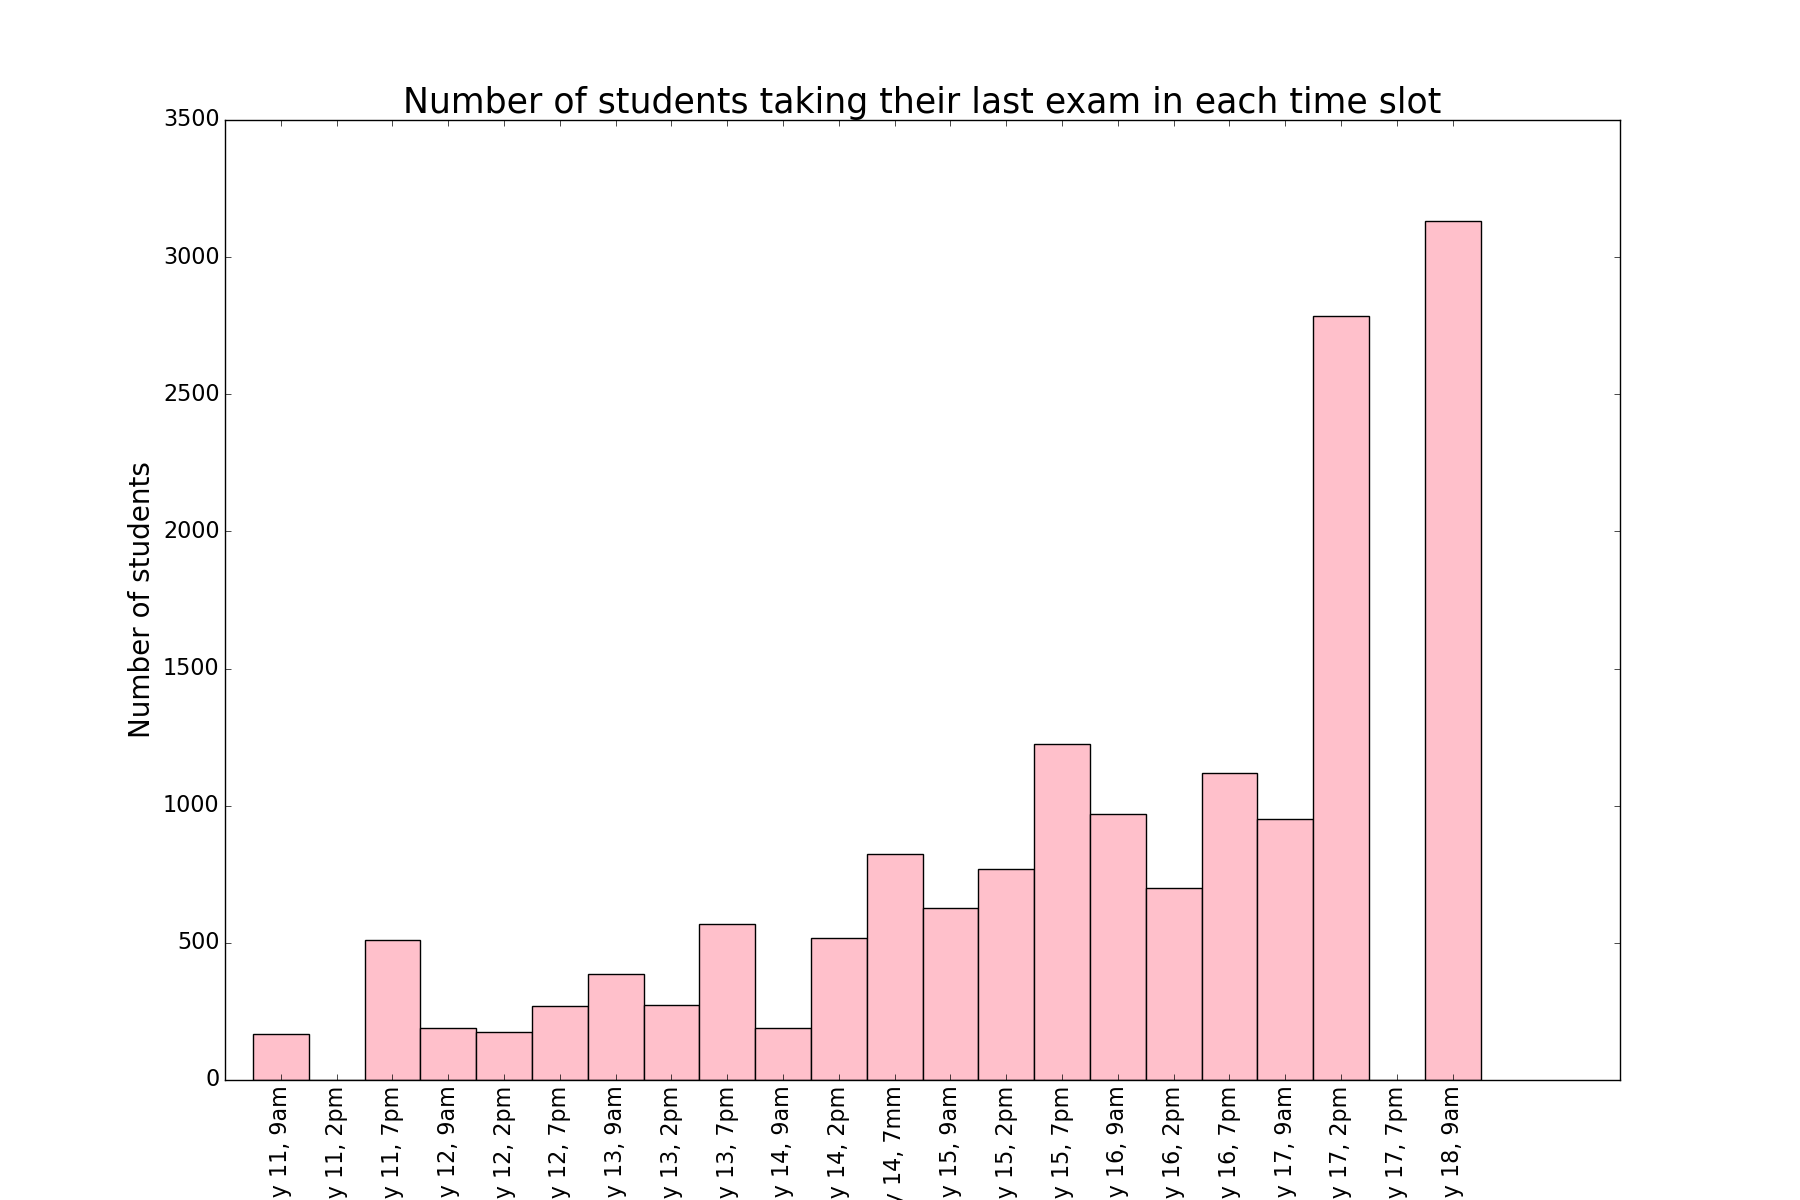 Number of students taking their last exam in each time slot
Number of students
3500
3000
2500
2000
1500
1000
500
0
y 11, 9am
y 11, 2pm
y 11, 7pm
y 12, 9am
y 12, 2pm
y 12, 7pm
y 13, 9am
y 13, 2pm
y 13, 7pm
y 14, 9am
y 14, 2pm
y 14, 7mm
y 15, 9am
y 15, 2pm
y 15, 7pm
y 16, 9am
y 16, 2pm
y 16, 7pm
y 17, 9am
y 17, 2pm
y 17, 7pm
y 18, 9am